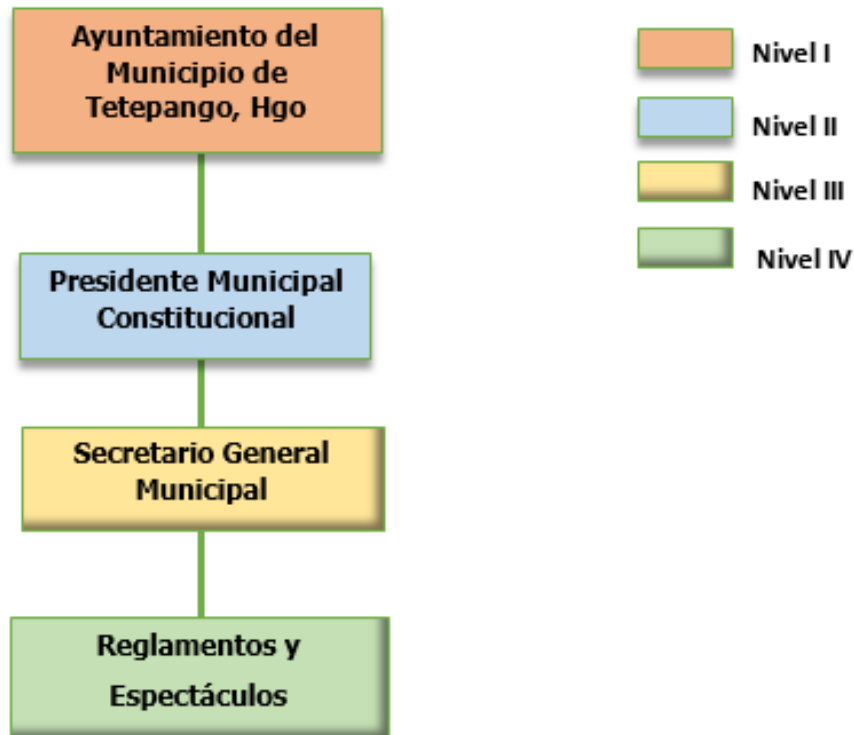 Ayuntamiento del
Municipio de
Tetepango, Hgo
Presidente Municipal
Constitucional
Secretario General
Municipal
Reglamentos y
Espectáculos
Nivel I
Nivel II
Nivel III
Nivel IV